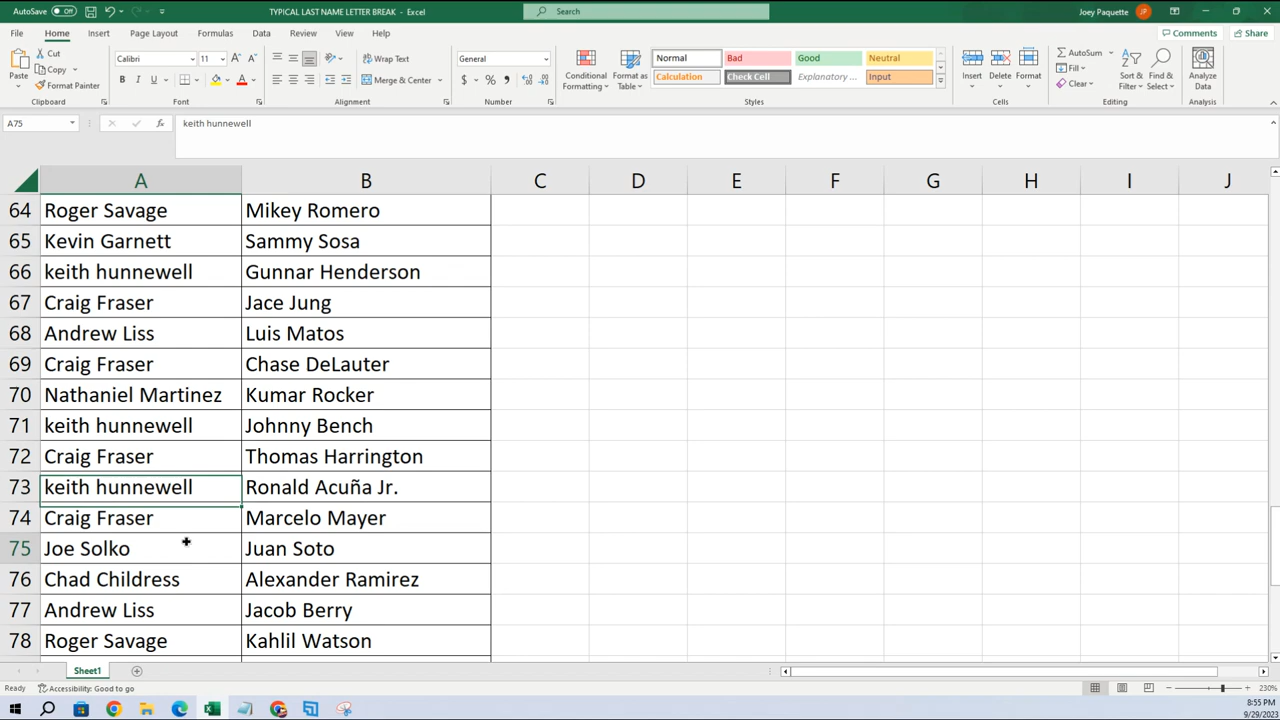 AutoSave Off TYPICAL LAST NAME LETTER BREAK - Excel Search Joey Paquette JP
File Home Insert Page Layout Formulas Data Review View Help Comments Share
Paste Cut Copy Format Painter Clipboard
Calibri 11 A A B I U A Font
Wrap Text Merge & Center Alignment
General $ % , Number
Conditional Formatting Format as Table Normal Bad Good Neutral Calculation Check Cell Explanatory ... Input Styles
Insert Delete Format Cells
AutoSum Fill Clear Sort & Filter Find & Select Editing
Analyze Data Analysis
A75 fx keith hunnewell
A B C D E F G H I J
64 Roger Savage Mikey Romero
65 Kevin Garnett Sammy Sosa
66 keith hunnewell Gunnar Henderson
67 Craig Fraser Jace Jung
68 Andrew Liss Luis Matos
69 Craig Fraser Chase DeLauter
70 Nathaniel Martinez Kumar Rocker
71 keith hunnewell Johnny Bench
72 Craig Fraser Thomas Harrington
73 keith hunnewell Ronald Acuña Jr.
74 Craig Fraser Marcelo Mayer
75 Joe Solko Juan Soto
76 Chad Childress Alexander Ramirez
77 Andrew Liss Jacob Berry
78 Roger Savage Kahlil Watson
Sheet1
Ready Accessibility: Good to go 230%
8:55 PM
9/29/2023